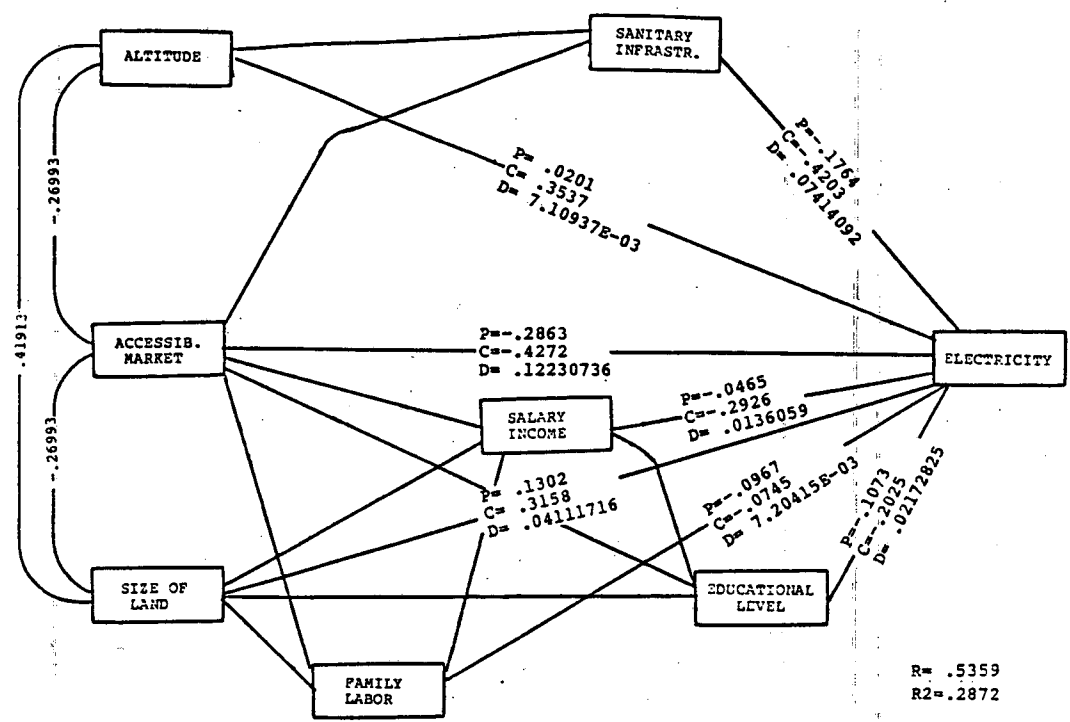 SANITARY
INFRASTR.
ALTITUDE
P=-.1764
C=-.4203
D= .07414092
P= .0201
C= .3537
D= 7.10937E-03
-.26993
.41913
ACCESSIB.
MARKET
P=-.2863
C=-.4272
D= .12230736
ELECTRICITY
P=-.0465
C=-.2926
D= .0136059
SALARY
INCOME
-.26993
P= .1302
C= .3158
D= .04111716
P=-.0967
C=-.0745
D= 7.20415E-03
P=-.1073
C=-.2025
D= .02172825
SIZE OF
LAND
EDUCATIONAL
LEVEL
FAMILY
LABOR
R= .5359
R2=.2872